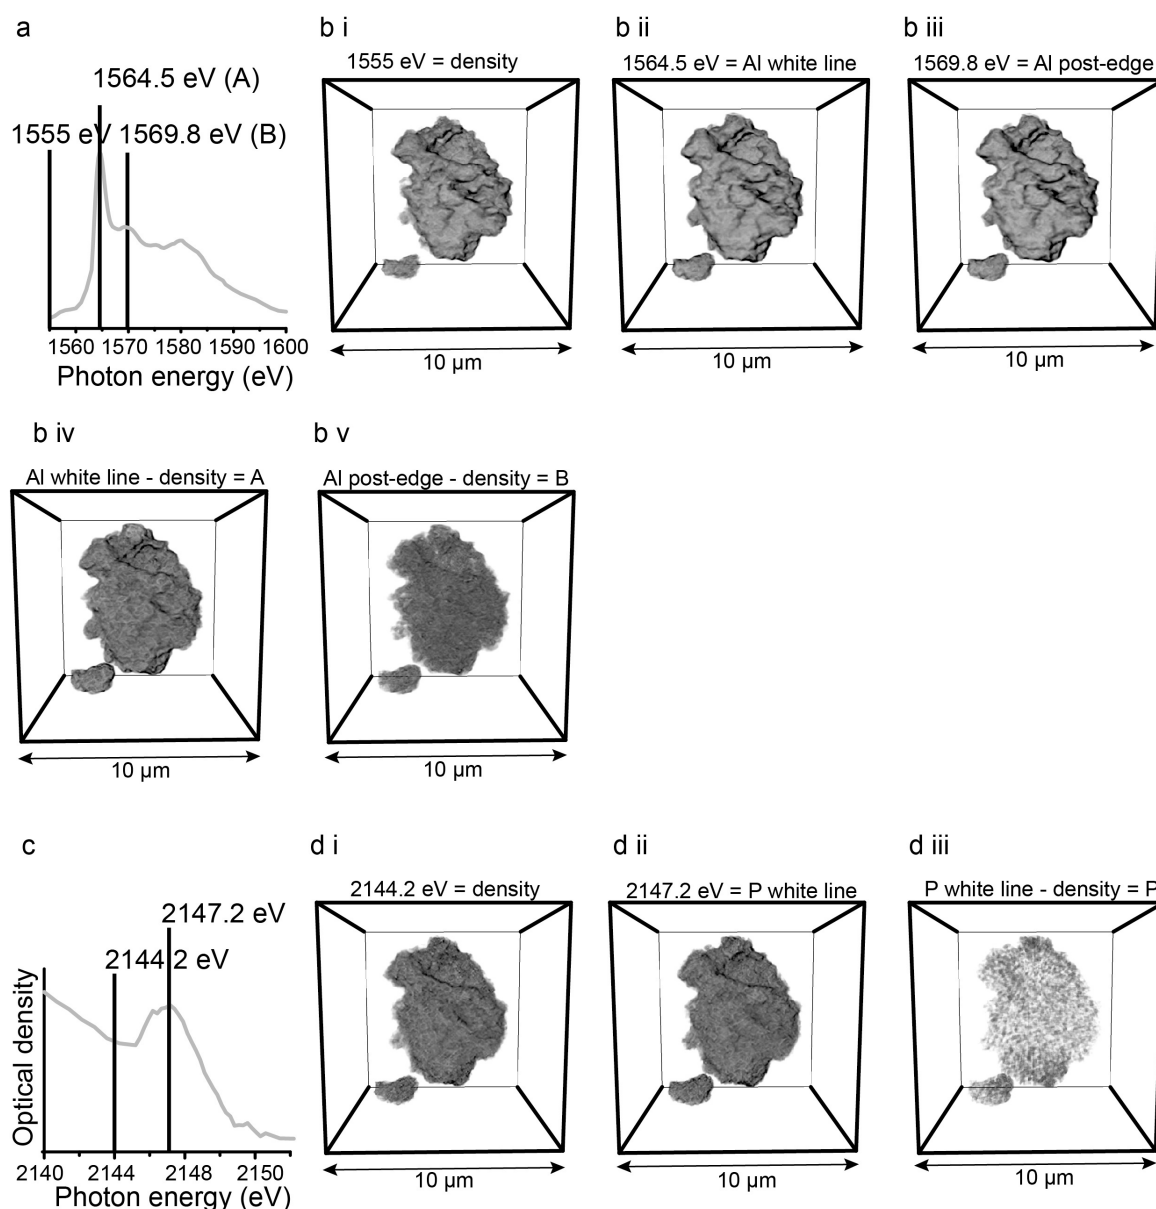 a
1564.5 eV (A)
1555 eV
1569.8 eV (B)
1560 1570 1580 1590 1600
Photon energy (eV)
b i
1555 eV = density
10 µm
b ii
1564.5 eV = Al white line
10 µm
b iii
1569.8 eV = Al post-edge
10 µm
b iv
Al white line - density = A
10 µm
b v
Al post-edge - density = B
10 µm
c
2147.2 eV
2144.2 eV
Optical density
2140 2144 2148 2150
Photon energy (eV)
d i
2144.2 eV = density
10 µm
d ii
2147.2 eV = P white line
10 µm
d iii
P white line - density = P
10 µm